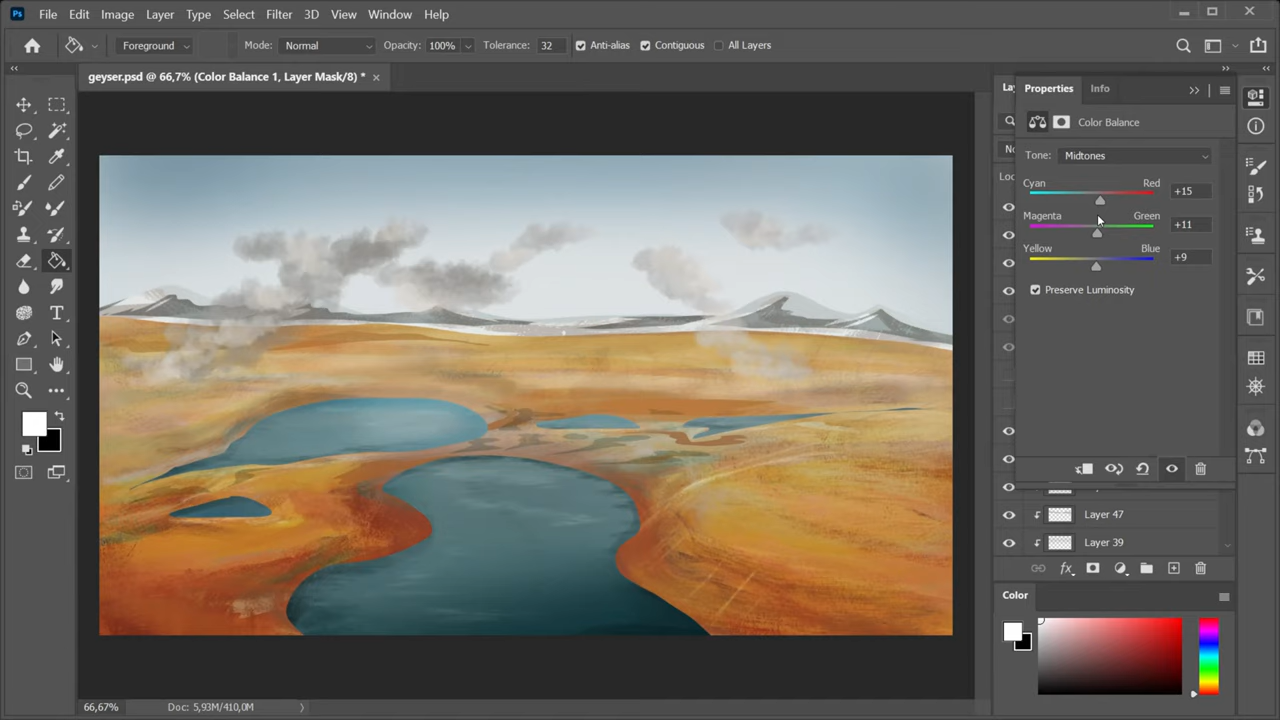 Ps File Edit Image Layer Type Select Filter 3D View Window Help
Foreground Mode: Normal Opacity: 100% Tolerance: 32 Anti-alias Contiguous All Layers
geyser.psd @ 66,7% (Color Balance 1, Layer Mask/8) * ×
Properties Info
Color Balance
Tone: Midtones
Cyan Red +15
Magenta Green +11
Yellow Blue +9
Preserve Luminosity
Layer 47
Layer 39
fx
Color
66,67% Doc: 5,93M/410,0M